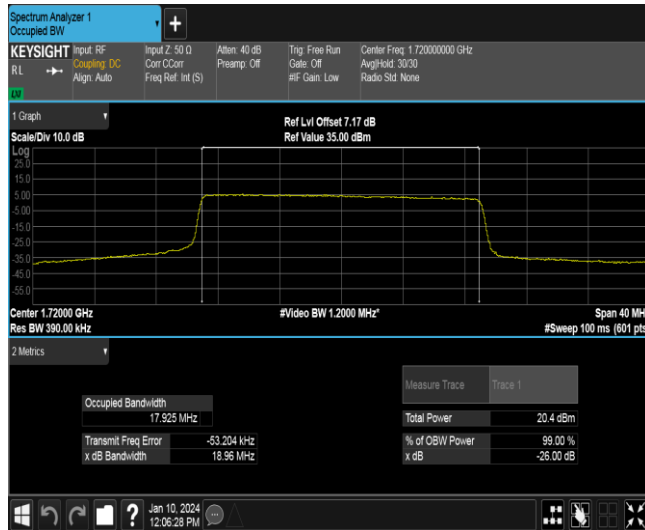 Spectrum Analyzer 1
Occupied BW
+
KEYSIGHT Input: RF Input Z: 50 Ω Atten: 40 dB Trig: Free Run Center Freq: 1.720000000 GHz
RL Coupling: DC Corr CCorr Preamp: Off Gate: Off Avg|Hold: 30/30
Align: Auto Freq Ref: Int (S) #IF Gain: Low Radio Std: None
LXI
1 Graph Ref Lvl Offset 7.17 dB
Scale/Div 10.0 dB Ref Value 35.00 dBm
Log
25.0
15.0
5.00
-5.00
-15.0
-25.0
-35.0
-45.0
-55.0
Center 1.72000 GHz #Video BW 1.2000 MHz* Span 40 MH
Res BW 390.00 kHz #Sweep 100 ms (601 pts
2 Metrics
Measure Trace Trace 1
Occupied Bandwidth
17.925 MHz Total Power 20.4 dBm
Transmit Freq Error -53.204 kHz % of OBW Power 99.00 %
x dB Bandwidth 18.96 MHz x dB -26.00 dB
? Jan 10, 2024
12:06:28 PM